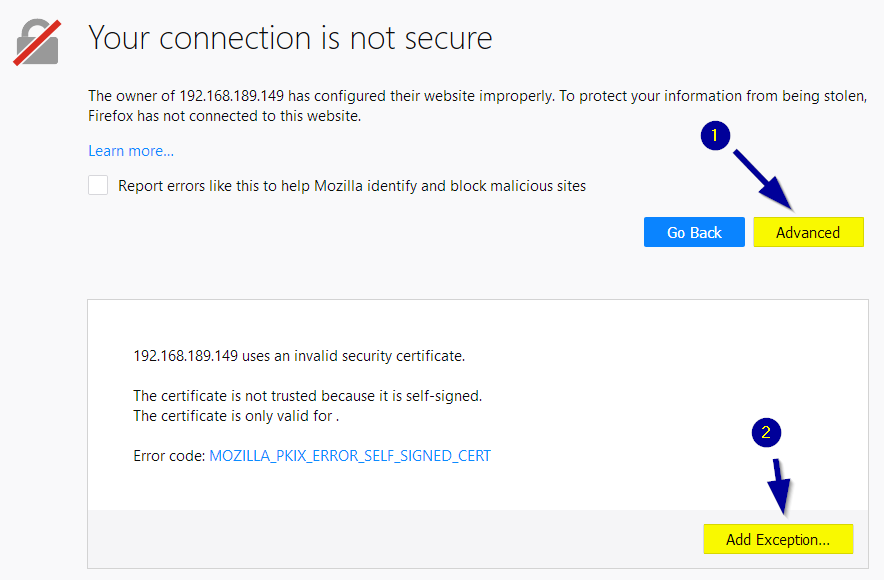 Your connection is not secure
The owner of 192.168.189.149 has configured their website improperly. To protect your information from being stolen,
Firefox has not connected to this website.
Learn more...
1
Report errors like this to help Mozilla identify and block malicious sites
Go Back
Advanced
192.168.189.149 uses an invalid security certificate.
The certificate is not trusted because it is self-signed.
The certificate is only valid for .
2
Error code: MOZILLA_PKIX_ERROR_SELF_SIGNED_CERT
Add Exception...